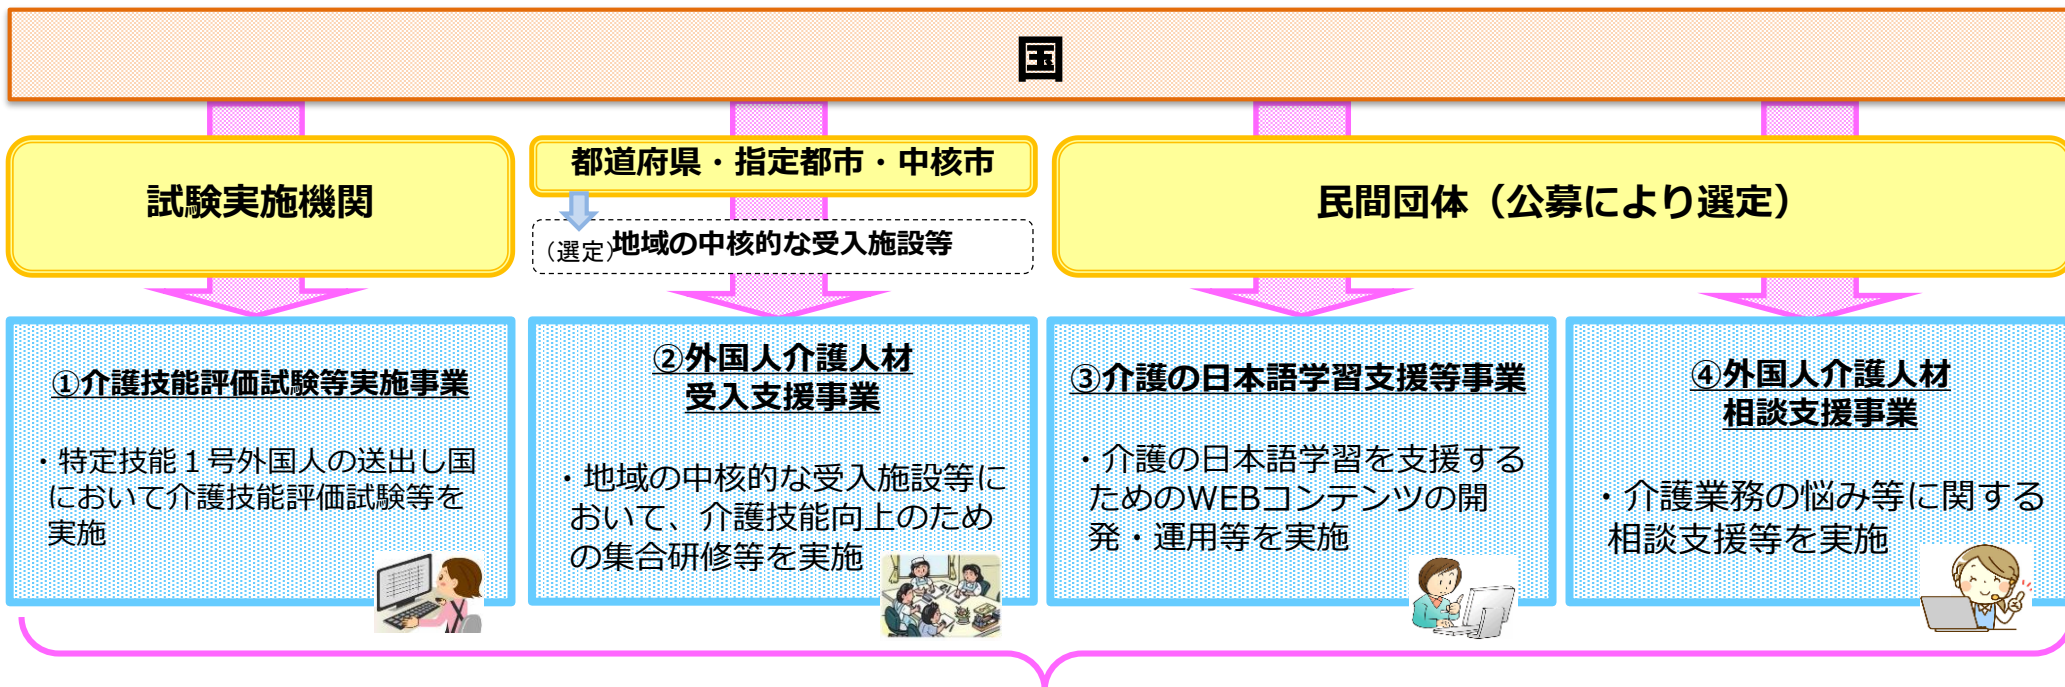 国
試験実施機関
都道府県・指定都市・中核市
(選定)地域の中核的な受入施設等
民間団体（公募により選定）
①介護技能評価試験等実施事業
・特定技能１号外国人の送出し国
において介護技能評価試験等を
実施
②外国人介護人材
受入支援事業
・地域の中核的な受入施設等に
おいて、介護技能向上のため
の集合研修等を実施
③介護の日本語学習支援等事業
・介護の日本語学習を支援する
ためのWEBコンテンツの開
発・運用等を実施
④外国人介護人材
相談支援事業
・介護業務の悩み等に関する
相談支援等を実施